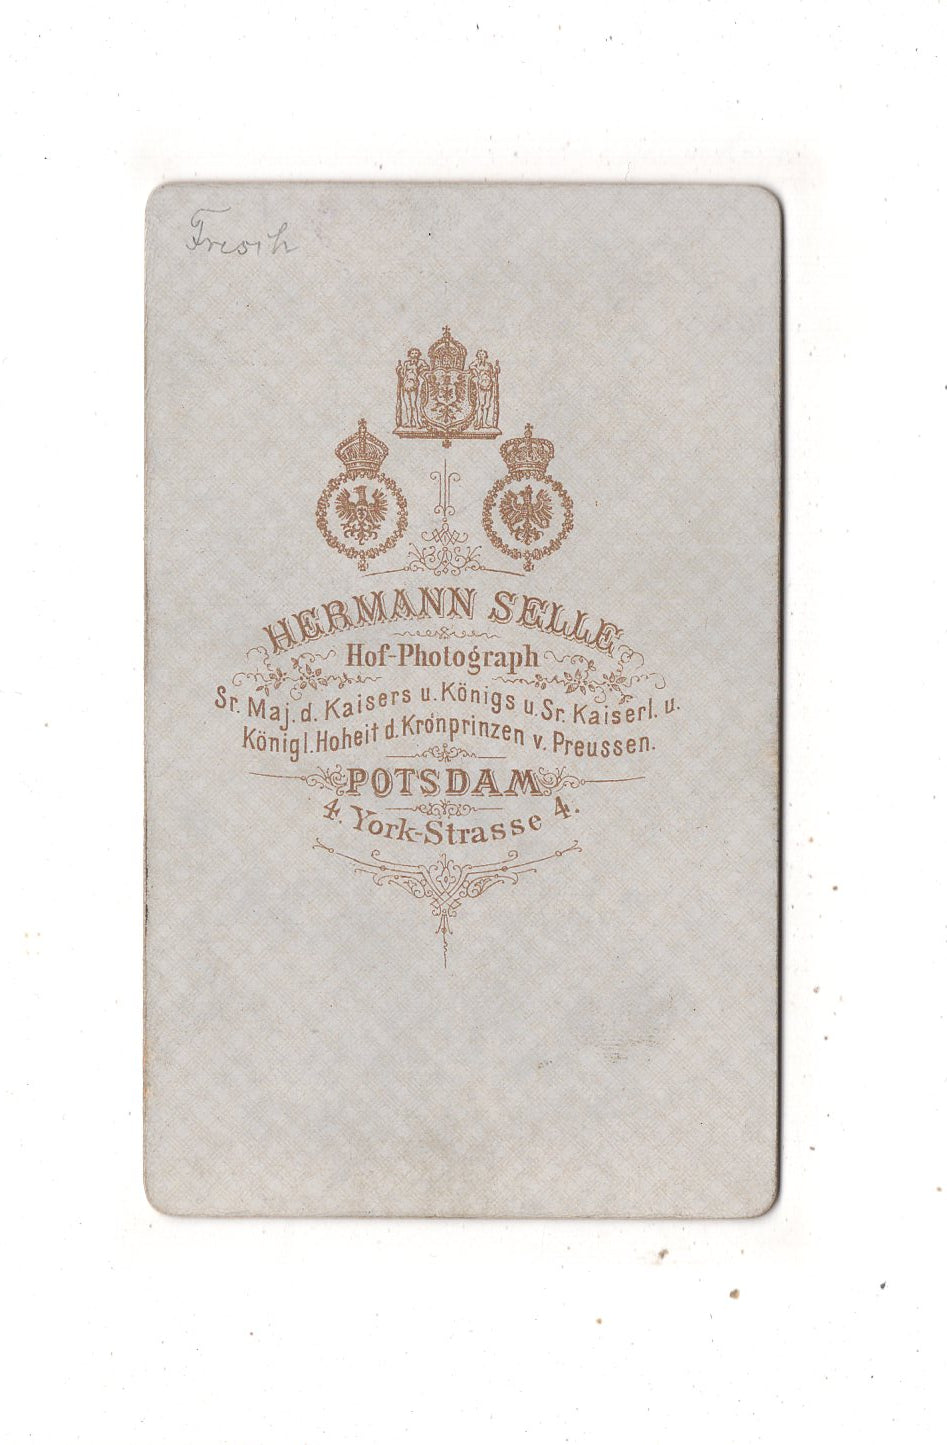 HERMANN SELLE
Hof-Photograph
Sr. Maj. d. Kaisers u. Königs u. Sr. Kaiserl. u.
Königl. Hoheit d. Kronprinzen v. Preussen.
POTSDAM
4. York-Strasse 4.